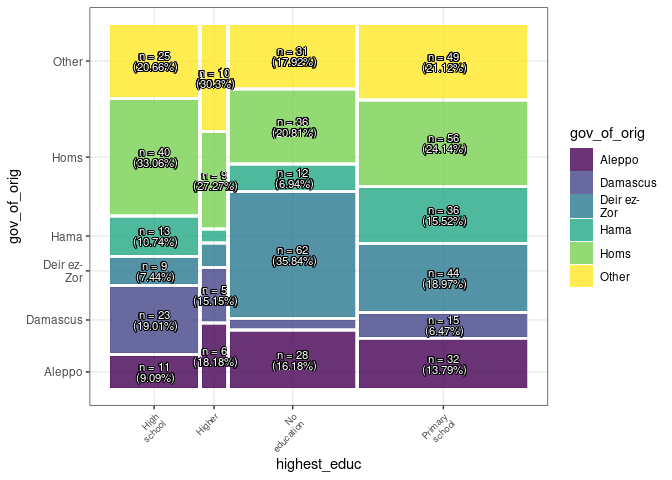 Other
Homs
Hama
Deir ez-
Zor
Damascus
Aleppo
gov_of_orig
n = 25
(20.66%)
n = 40
(33.06%)
n = 13
(10.74%)
n = 9
(7.44%)
n = 23
(19.01%)
n = 11
(9.09%)
n = 10
(30.3%)
n = 9
(27.27%)
n = 5
(15.15%)
n = 6
(18.18%)
n = 31
(17.92%)
n = 36
(20.81%)
n = 12
(6.94%)
n = 62
(35.84%)
n = 28
(16.18%)
n = 49
(21.12%)
n = 56
(24.14%)
n = 36
(15.52%)
n = 44
(18.97%)
n = 15
(6.47%)
n = 32
(13.79%)
High
school
Higher
No
education
Primary
school
highest_educ
gov_of_orig
Aleppo
Damascus
Deir ez-
Zor
Hama
Homs
Other